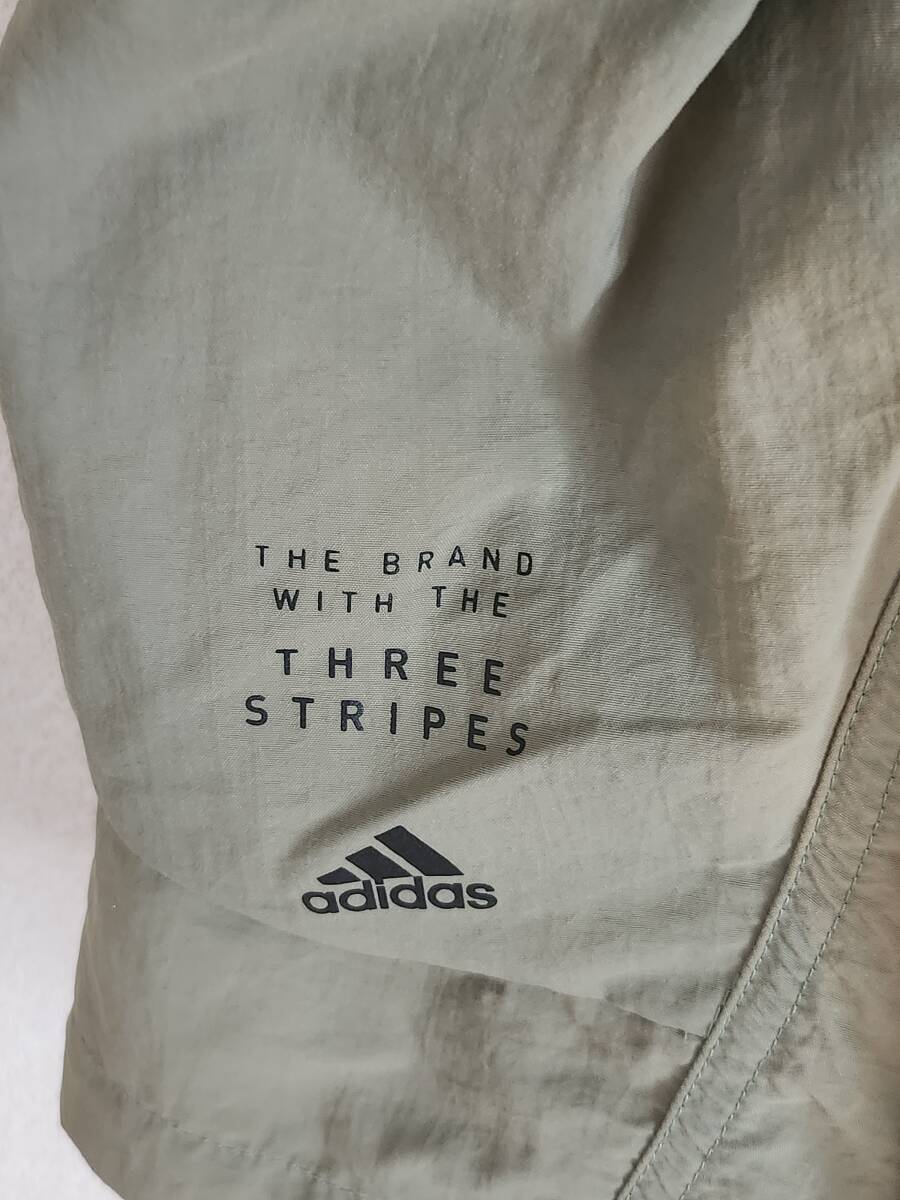 THE BRAND
WITH THE
THREE
STRIPES
adidas